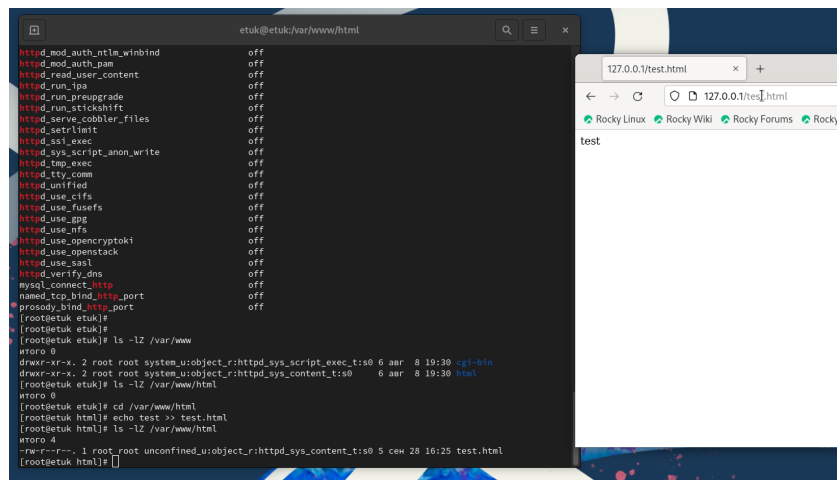 etuk@etuk:/var/www/html
httpd_mod_auth_ntlm_winbind off
httpd_mod_auth_pam off
httpd_read_user_content off
httpd_run_ipa off
httpd_run_preupgrade off
httpd_run_stickshift off
httpd_serve_cobbler_files off
httpd_setrlimit off
httpd_ssi_exec off
httpd_sys_script_anon_write off
httpd_tmp_exec off
httpd_tty_comm off
httpd_unified off
httpd_use_cifs off
httpd_use_fusefs off
httpd_use_gpg off
httpd_use_nfs off
httpd_use_opencryptoki off
httpd_use_openstack off
httpd_use_sasl off
httpd_verify_dns off
mysql_connect_http off
named_tcp_bind_http_port off
prosody_bind_http_port off
[root@etuk etuk]#
[root@etuk etuk]#
[root@etuk etuk]# ls -lZ /var/www
итого 0
drwxr-xr-x. 2 root root system_u:object_r:httpd_sys_script_exec_t:s0 6 авг 8 19:30 cgi-bin
drwxr-xr-x. 2 root root system_u:object_r:httpd_sys_content_t:s0 6 авг 8 19:30 html
[root@etuk etuk]# ls -lZ /var/www/html
итого 0
[root@etuk etuk]# cd /var/www/html
[root@etuk html]# echo test >> test.html
[root@etuk html]# ls -lZ /var/www/html
итого 4
-rw-r--r--. 1 root root unconfined_u:object_r:httpd_sys_content_t:s0 5 сен 28 16:25 test.html
[root@etuk html]#
127.0.0.1/test.html
127.0.0.1/test.html
Rocky Linux Rocky Wiki Rocky Forums Rocky
test